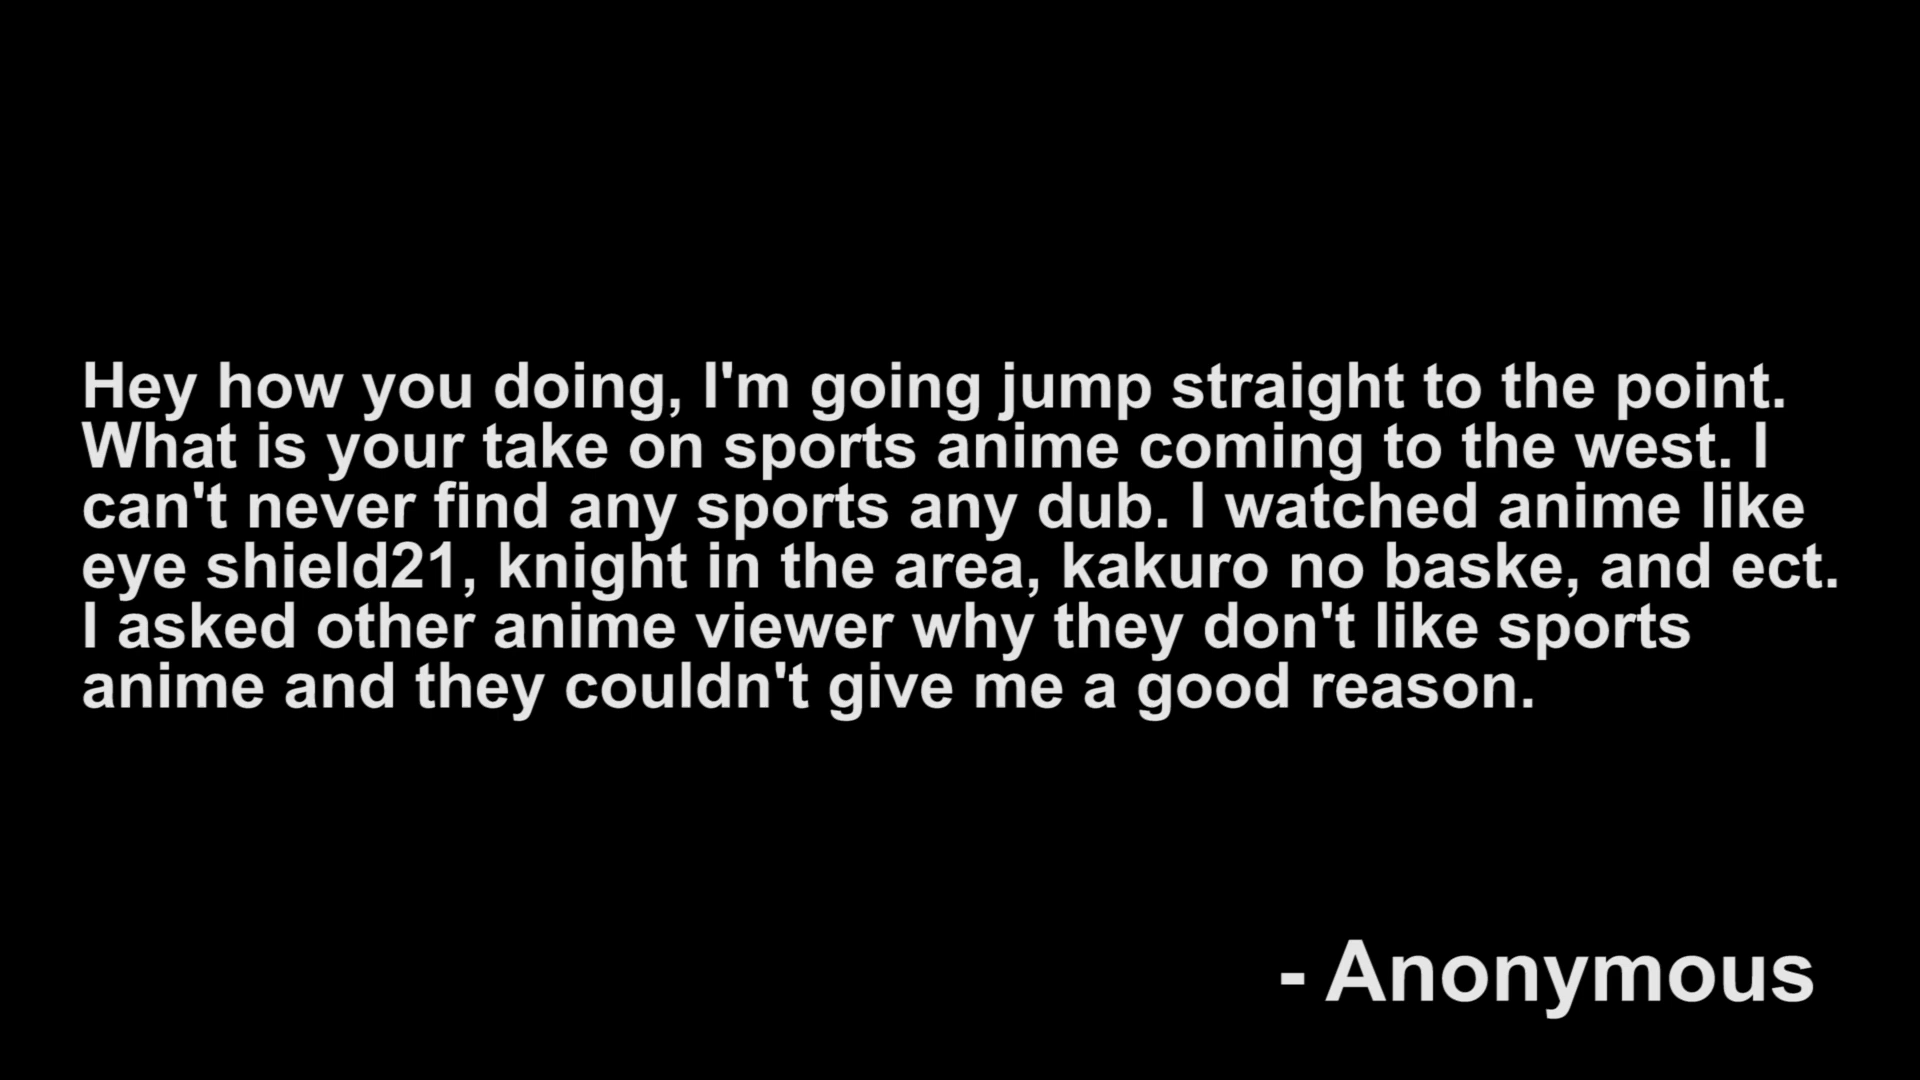 Hey how you doing, I'm going jump straight to the point.
What is your take on sports anime coming to the west. I
can't never find any sports any dub. I watched anime like
eye shield21, knight in the area, kakuro no baske, and ect.
I asked other anime viewer why they don't like sports
anime and they couldn't give me a good reason.
- Anonymous